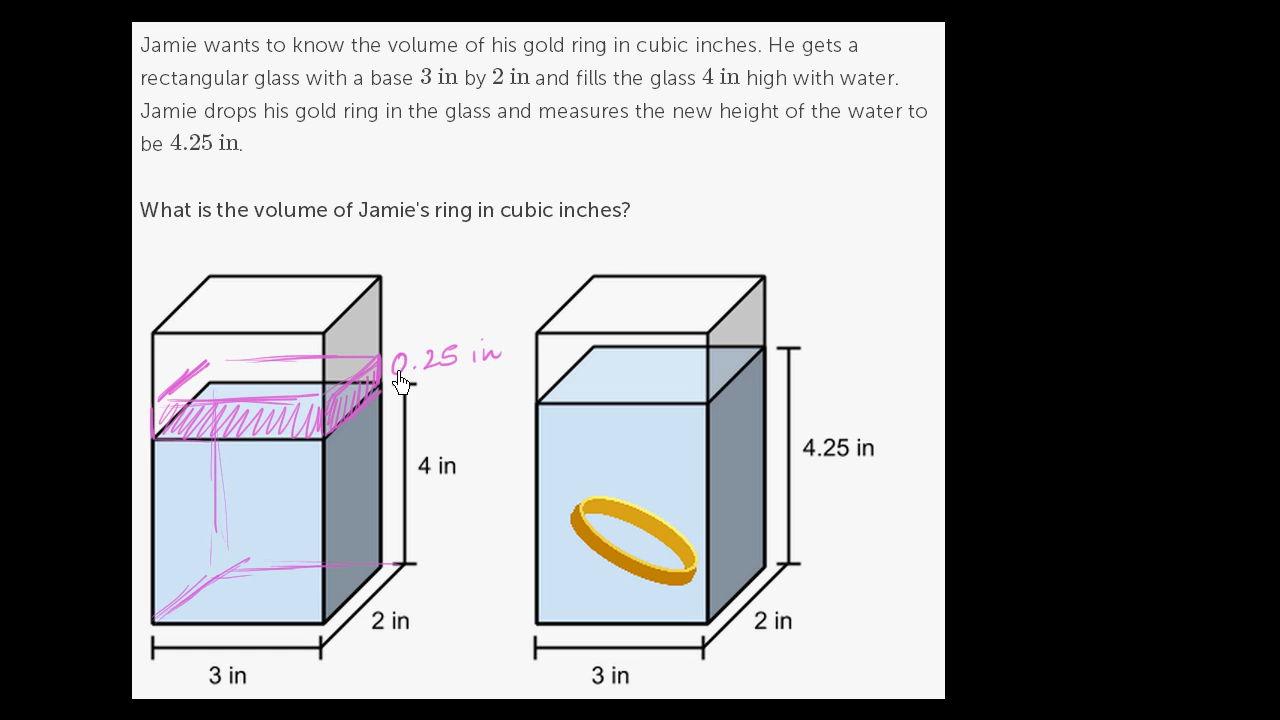 Jamie wants to know the volume of his gold ring in cubic inches. He gets a
rectangular glass with a base 3 in by 2 in and fills the glass 4 in high with water.
Jamie drops his gold ring in the glass and measures the new height of the water to
be 4.25 in.
What is the volume of Jamie's ring in cubic inches?
0.25 in
4 in
2 in
3 in
4.25 in
2 in
3 in